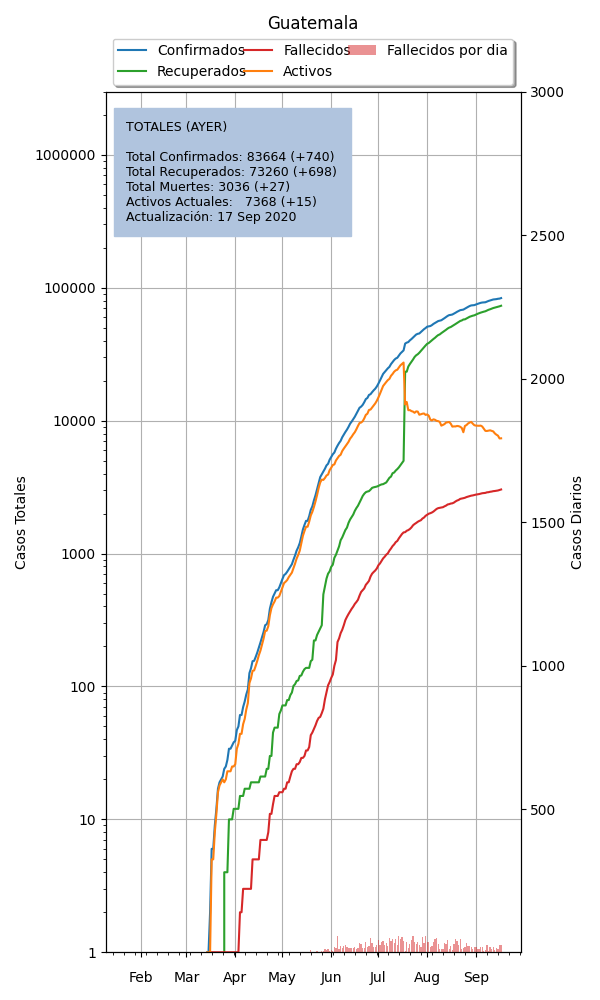 Guatemala
Confirmados Fallecidos Fallecidos por dia
Recuperados Activos
TOTALES (AYER)
Total Confirmados: 83664 (+740)
Total Recuperados: 73260 (+698)
Total Muertes: 3036 (+27)
Activos Actuales:   7368 (+15)
Actualización: 17 Sep 2020
Casos Totales
1000000
100000
10000
1000
100
10
1
3000
2500
2000
1500
1000
500
Casos Diarios
Feb Mar Apr May Jun Jul Aug Sep